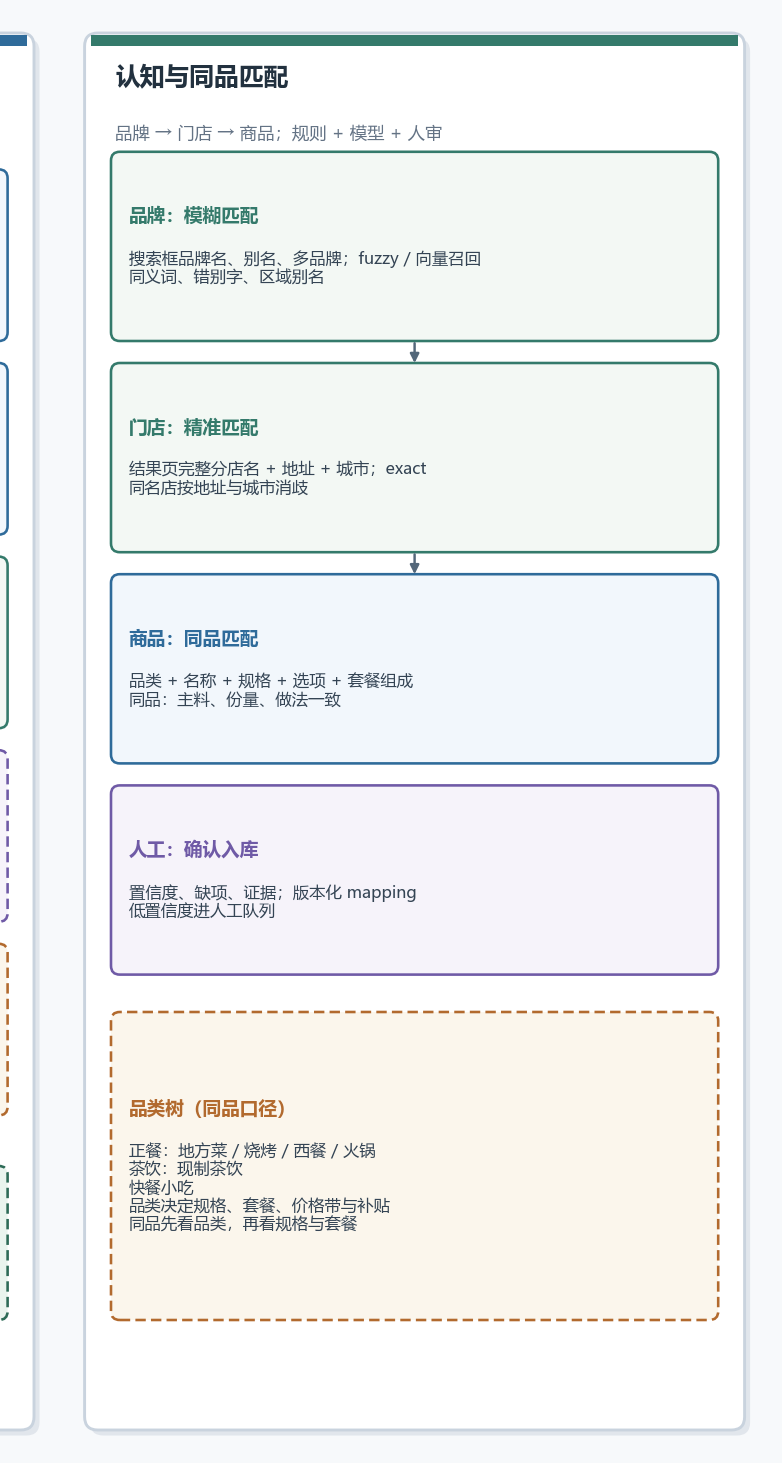 认知与同品匹配
品牌 → 门店 → 商品；规则 + 模型 + 人审
品牌：模糊匹配
搜索框品牌名、别名、多品牌；fuzzy / 向量召回
同义词、错别字、区域别名
门店：精准匹配
结果页完整分店名 + 地址 + 城市；exact
同名店按地址与城市消歧
商品：同品匹配
品类 + 名称 + 规格 + 选项 + 套餐组成
同品：主料、份量、做法一致
人工：确认入库
置信度、缺项、证据；版本化 mapping
低置信度进人工队列
品类树（同品口径）
正餐：地方菜 / 烧烤 / 西餐 / 火锅
茶饮：现制茶饮
快餐小吃
品类决定规格、套餐、价格带与补贴
同品先看品类，再看规格与套餐